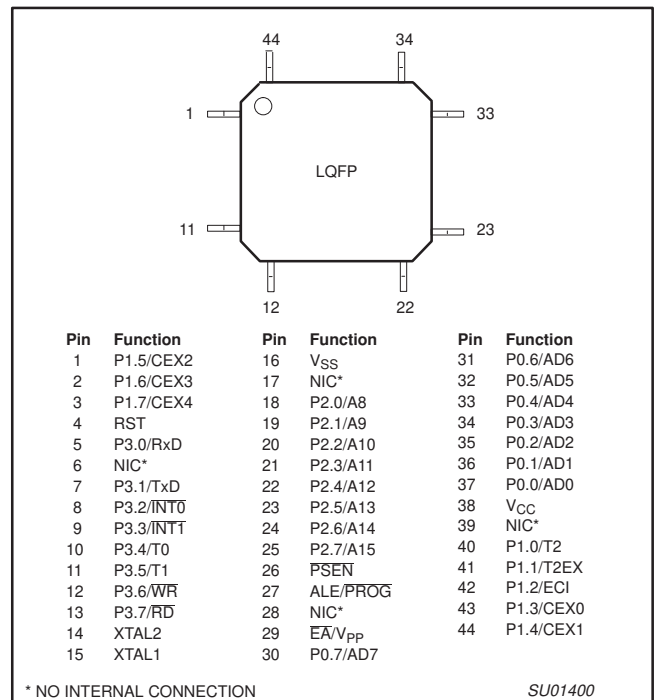 44 34
1 33
LQFP
11 23
12 22
Pin Function Pin Function Pin Function
1 P1.5/CEX2 16 VSS 31 P0.6/AD6
2 P1.6/CEX3 17 NIC* 32 P0.5/AD5
3 P1.7/CEX4 18 P2.0/A8 33 P0.4/AD4
4 RST 19 P2.1/A9 34 P0.3/AD3
5 P3.0/RxD 20 P2.2/A10 35 P0.2/AD2
6 NIC* 21 P2.3/A11 36 P0.1/AD1
7 P3.1/TxD 22 P2.4/A12 37 P0.0/AD0
8 P3.2/I̅N̅T̅0̅ 23 P2.5/A13 38 VCC
9 P3.3/I̅N̅T̅1̅ 24 P2.6/A14 39 NIC*
10 P3.4/T0 25 P2.7/A15 40 P1.0/T2
11 P3.5/T1 26 P̅S̅E̅N̅ 41 P1.1/T2EX
12 P3.6/W̅R̅ 27 ALE/P̅R̅O̅G̅ 42 P1.2/ECI
13 P3.7/R̅D̅ 28 NIC* 43 P1.3/CEX0
14 XTAL2 29 E̅A̅/VPP 44 P1.4/CEX1
15 XTAL1 30 P0.7/AD7
* NO INTERNAL CONNECTION SU01400